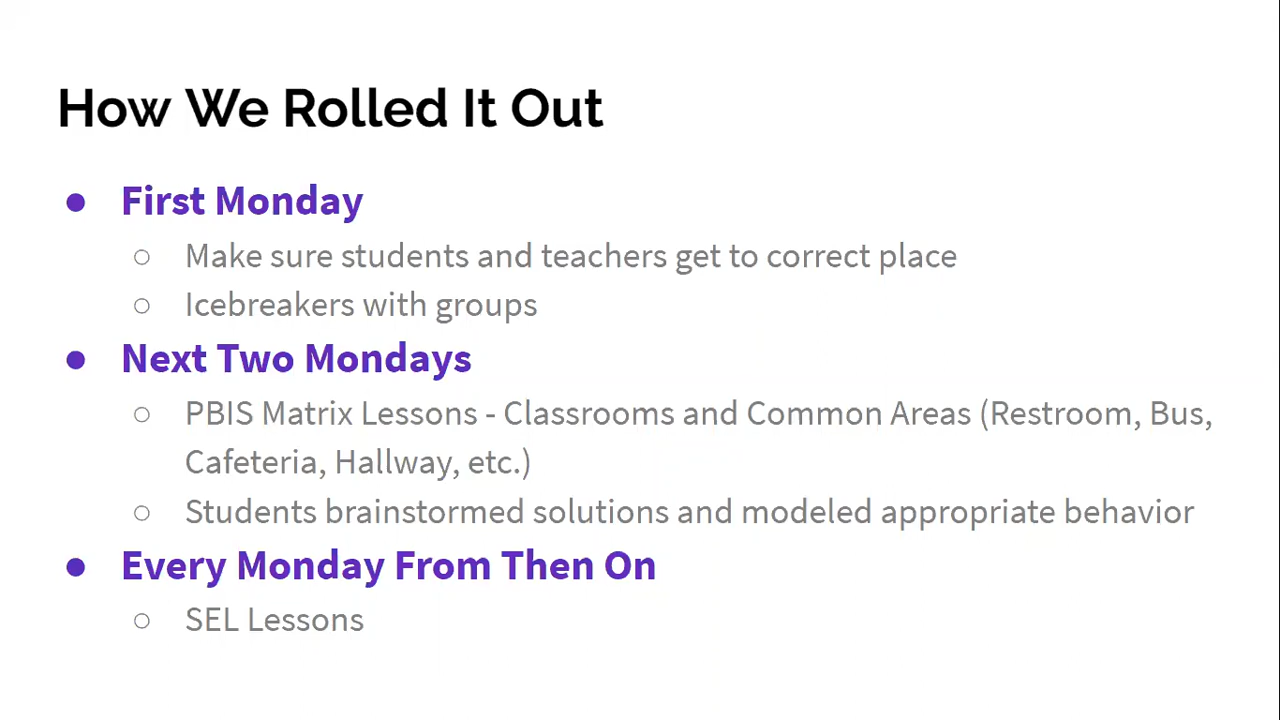 How We Rolled It Out
● First Monday
○ Make sure students and teachers get to correct place
○ Icebreakers with groups
● Next Two Mondays
○ PBIS Matrix Lessons - Classrooms and Common Areas (Restroom, Bus,
Cafeteria, Hallway, etc.)
○ Students brainstormed solutions and modeled appropriate behavior
● Every Monday From Then On
○ SEL Lessons